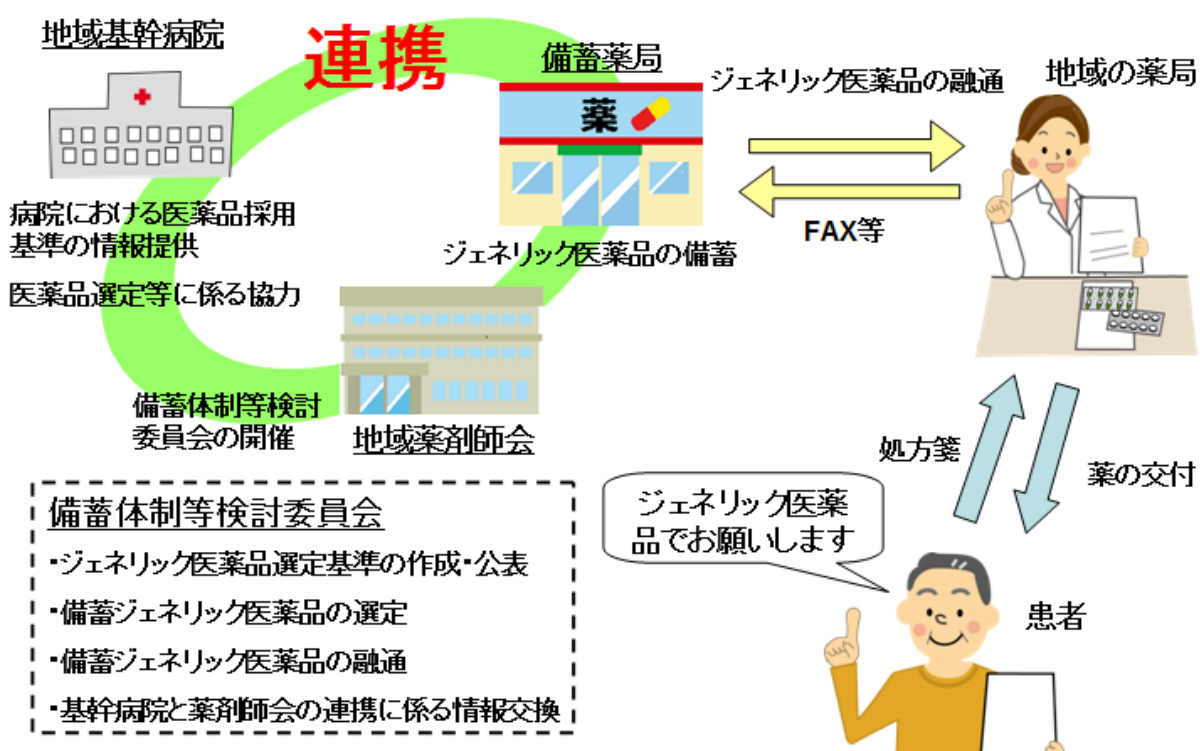 地域基幹病院
連携
備蓄薬局
薬
ジェネリック医薬品の融通
地域の薬局
病院における医薬品採用
基準の情報提供
医薬品選定等に係る協力
ジェネリック医薬品の備蓄
FAX等
備蓄体制等検討
委員会の開催
地域薬剤師会
処方箋
薬の交付
備蓄体制等検討委員会
・ジェネリック医薬品選定基準の作成・公表
・備蓄ジェネリック医薬品の選定
・備蓄ジェネリック医薬品の融通
・基幹病院と薬剤師会の連携に係る情報交換
ジェネリック医薬
品でお願いします
患者